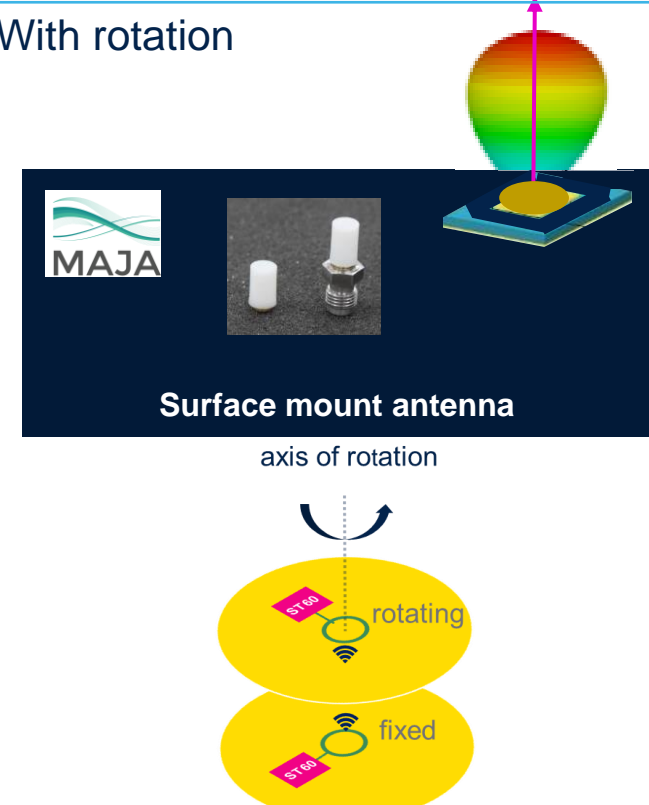 With rotation
MAJA
Surface mount antenna
axis of rotation
ST60
rotating
fixed
ST60